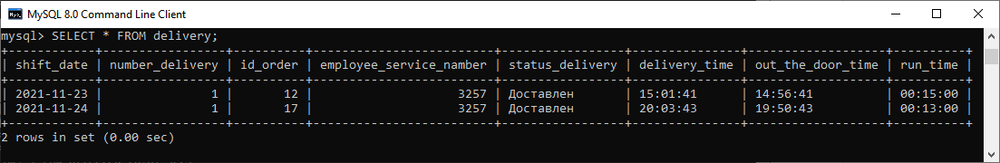 MySQL 8.0 Command Line Client
mysql> SELECT * FROM delivery;
+------------+-----------------+----------+-------------------------+-----------------+---------------+-------------------+----------+
| shift_date | number_delivery | id_order | employee_service_namber | status_delivery | delivery_time | out_the_door_time | run_time |
+------------+-----------------+----------+-------------------------+-----------------+---------------+-------------------+----------+
| 2021-11-23 | 1 | 12 | 3257 | Доставлен | 15:01:41 | 14:56:41 | 00:15:00 |
| 2021-11-24 | 1 | 17 | 3257 | Доставлен | 20:03:43 | 19:50:43 | 00:13:00 |
+------------+-----------------+----------+-------------------------+-----------------+---------------+-------------------+----------+
2 rows in set (0.00 sec)